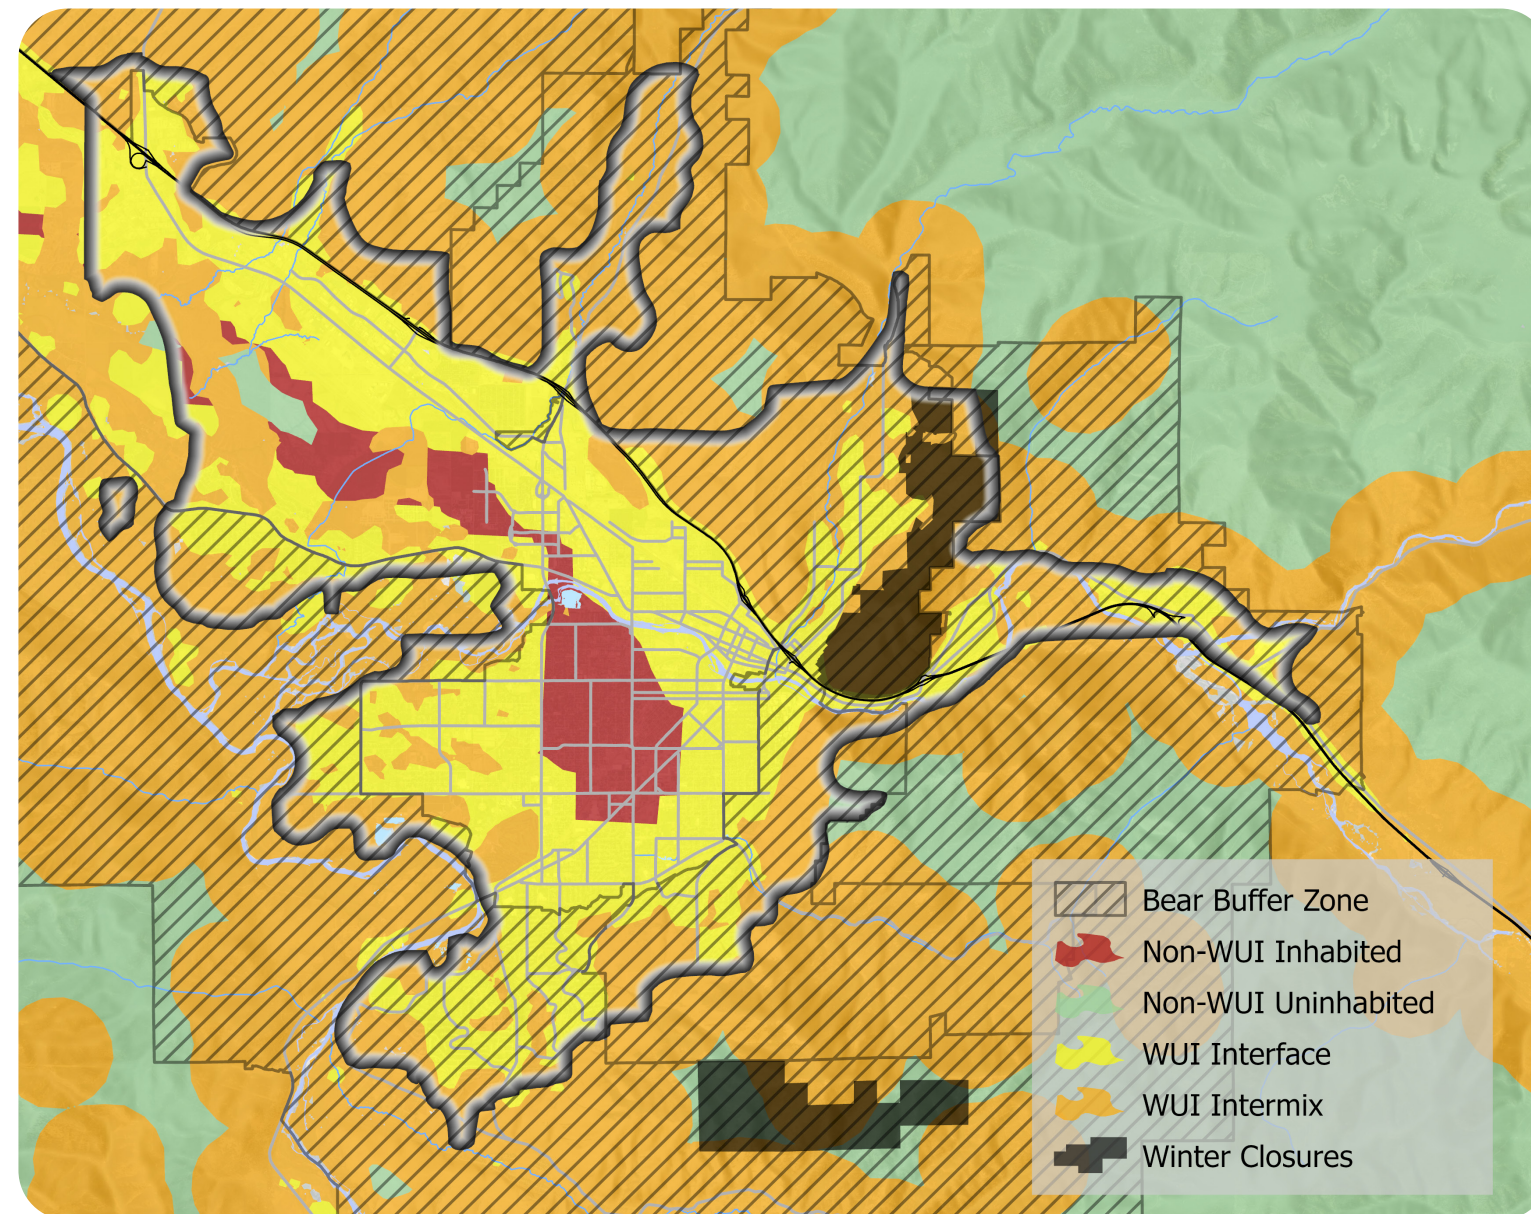 Bear Buffer Zone
Non-WUI Inhabited
Non-WUI Uninhabited
WUI Interface
WUI Intermix
Winter Closures